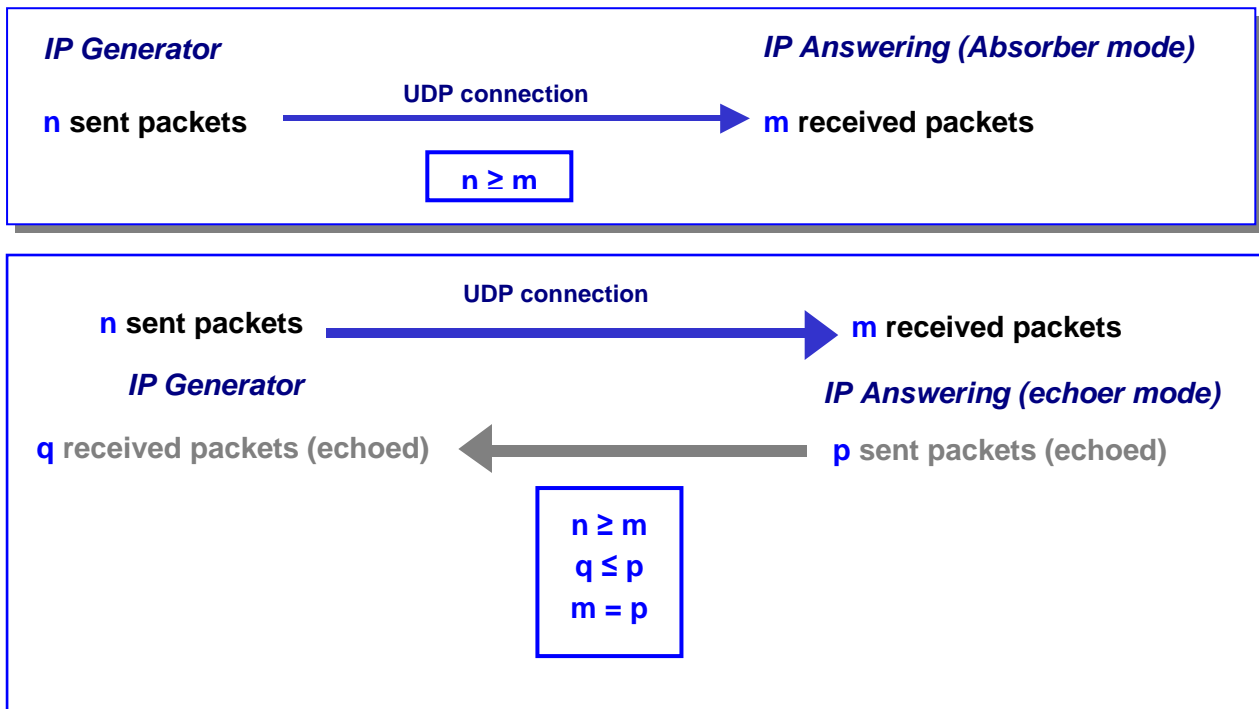 IP Generator
IP Answering (Absorber mode)
UDP connection
n sent packets
m received packets
n ≥ m
UDP connection
n sent packets
m received packets
IP Generator
IP Answering (echoer mode)
q received packets (echoed)
p sent packets (echoed)
n ≥ m
q ≤ p
m = p